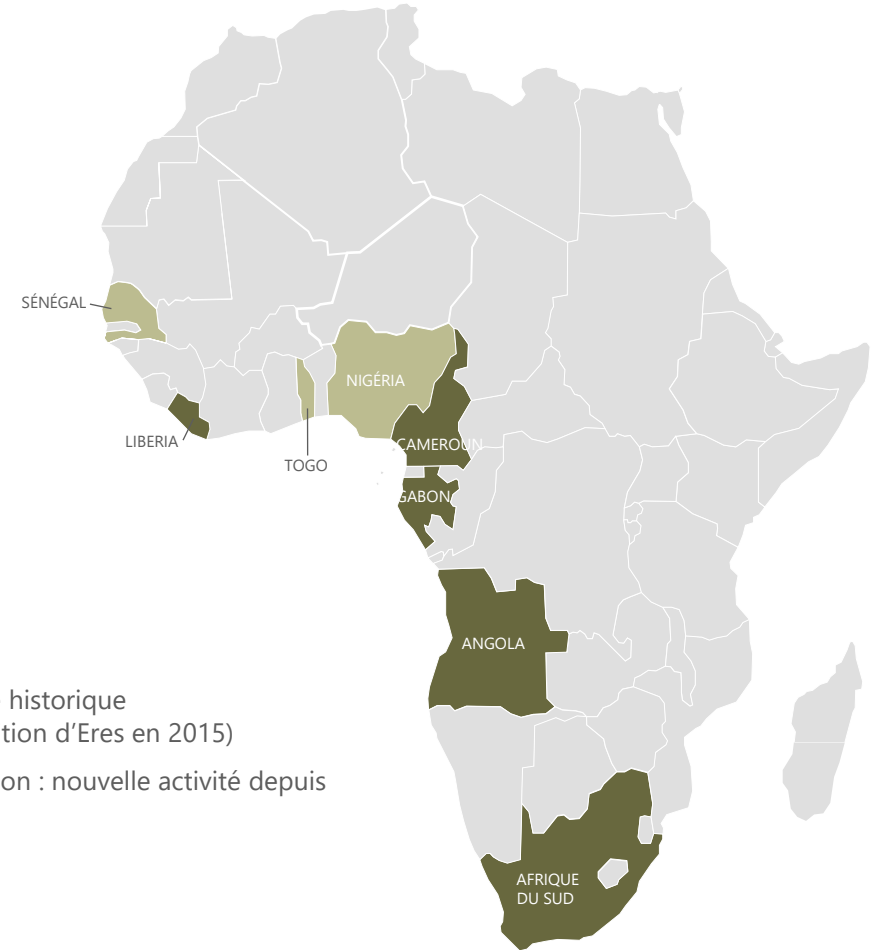 SÉNÉGAL
NIGÉRIA
LIBERIA
TOGO
CAMEROUN
GABON
ANGOLA
historique
tion d'Eres en 2015)
on : nouvelle activité depuis
AFRIQUE
DU SUD